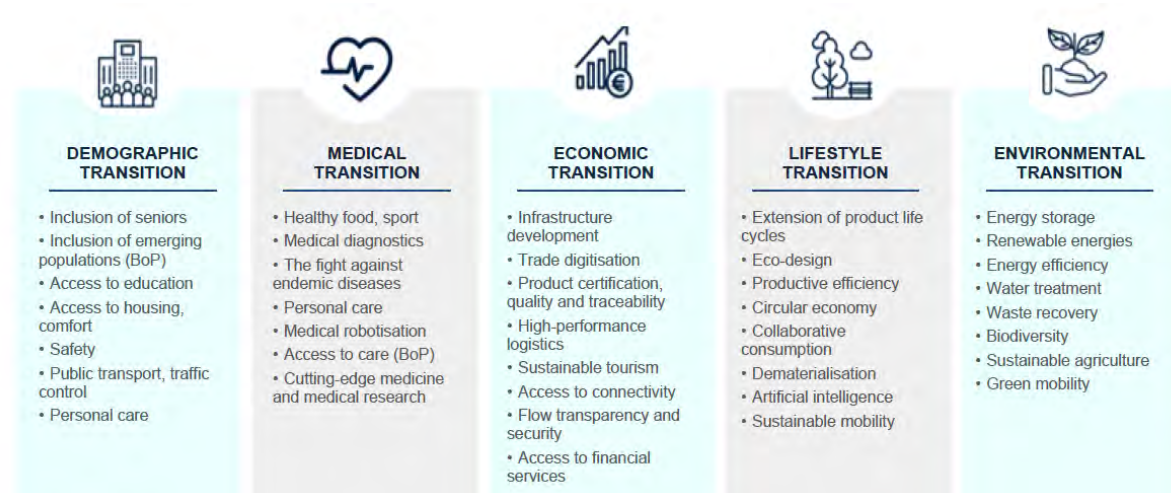 DEMOGRAPHIC
TRANSITION
• Inclusion of seniors
• Inclusion of emerging
populations (BoP)
• Access to education
• Access to housing,
comfort
• Safety
• Public transport, traffic
control
• Personal care
MEDICAL
TRANSITION
• Healthy food, sport
• Medical diagnostics
• The fight against
endemic diseases
• Personal care
• Medical robotisation
• Access to care (BoP)
• Cutting-edge medicine
and medical research
€
ECONOMIC
TRANSITION
• Infrastructure
development
• Trade digitisation
• Product certification,
quality and traceability
• High-performance
logistics
• Sustainable tourism
• Access to connectivity
• Flow transparency and
security
• Access to financial
services
LIFESTYLE
TRANSITION
• Extension of product life
cycles
• Eco-design
• Productive efficiency
• Circular economy
• Collaborative
consumption
• Dematerialisation
• Artificial intelligence
• Sustainable mobility
ENVIRONMENTAL
TRANSITION
• Energy storage
• Renewable energies
• Energy efficiency
• Water treatment
• Waste recovery
• Biodiversity
• Sustainable agriculture
• Green mobility